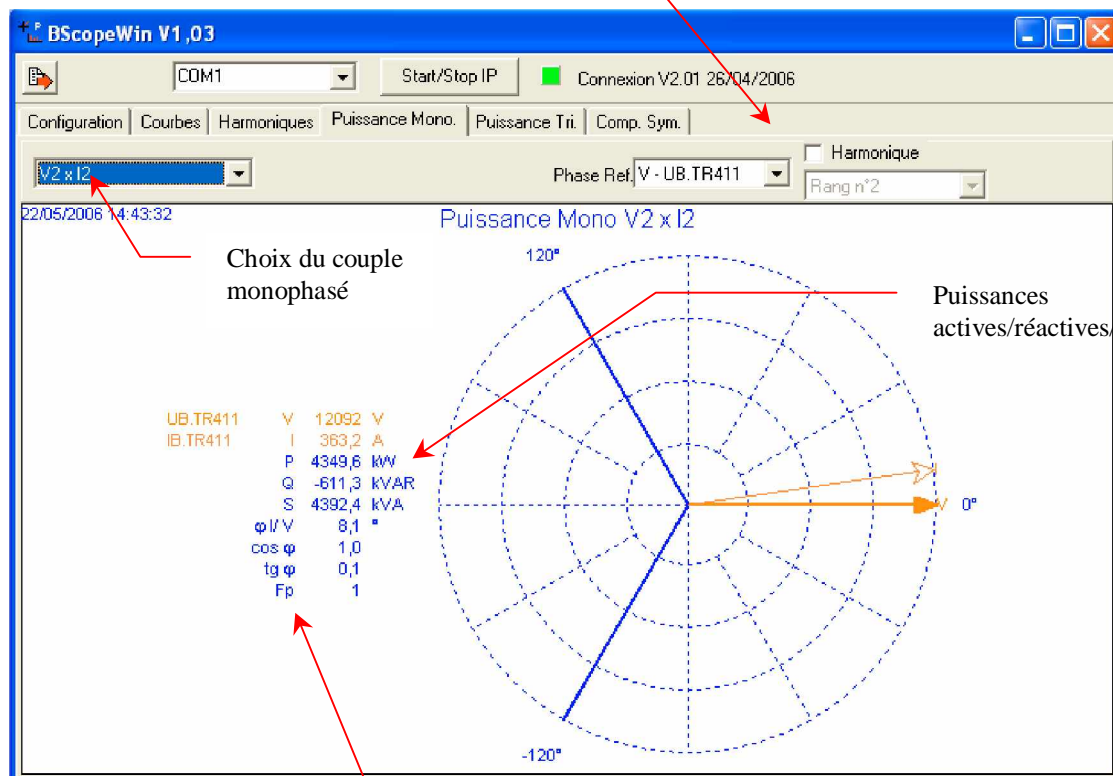 BScopeWin V1,03
COM1 Start/Stop IP Connexion V2.01 26/04/2006
Configuration Courbes Harmoniques Puissance Mono. Puissance Tri. Comp. Sym.
V2 x I2 Phase Ref. V - UB.TR411 Harmonique
Rang n°2
22/05/2006 14:43:32 Puissance Mono V2 x I2
Choix du couple
monophasé
120°
Puissances
actives/réactives/
UB.TR411 V 12092 V
IB.TR411 I 363,2 A
P 4349,6 kW
Q -611,3 kVAR
S 4392,4 kVA
φI/V 8,1 °
cos φ 1,0
tg φ 0,1
Fp 1
I
V 0°
-120°